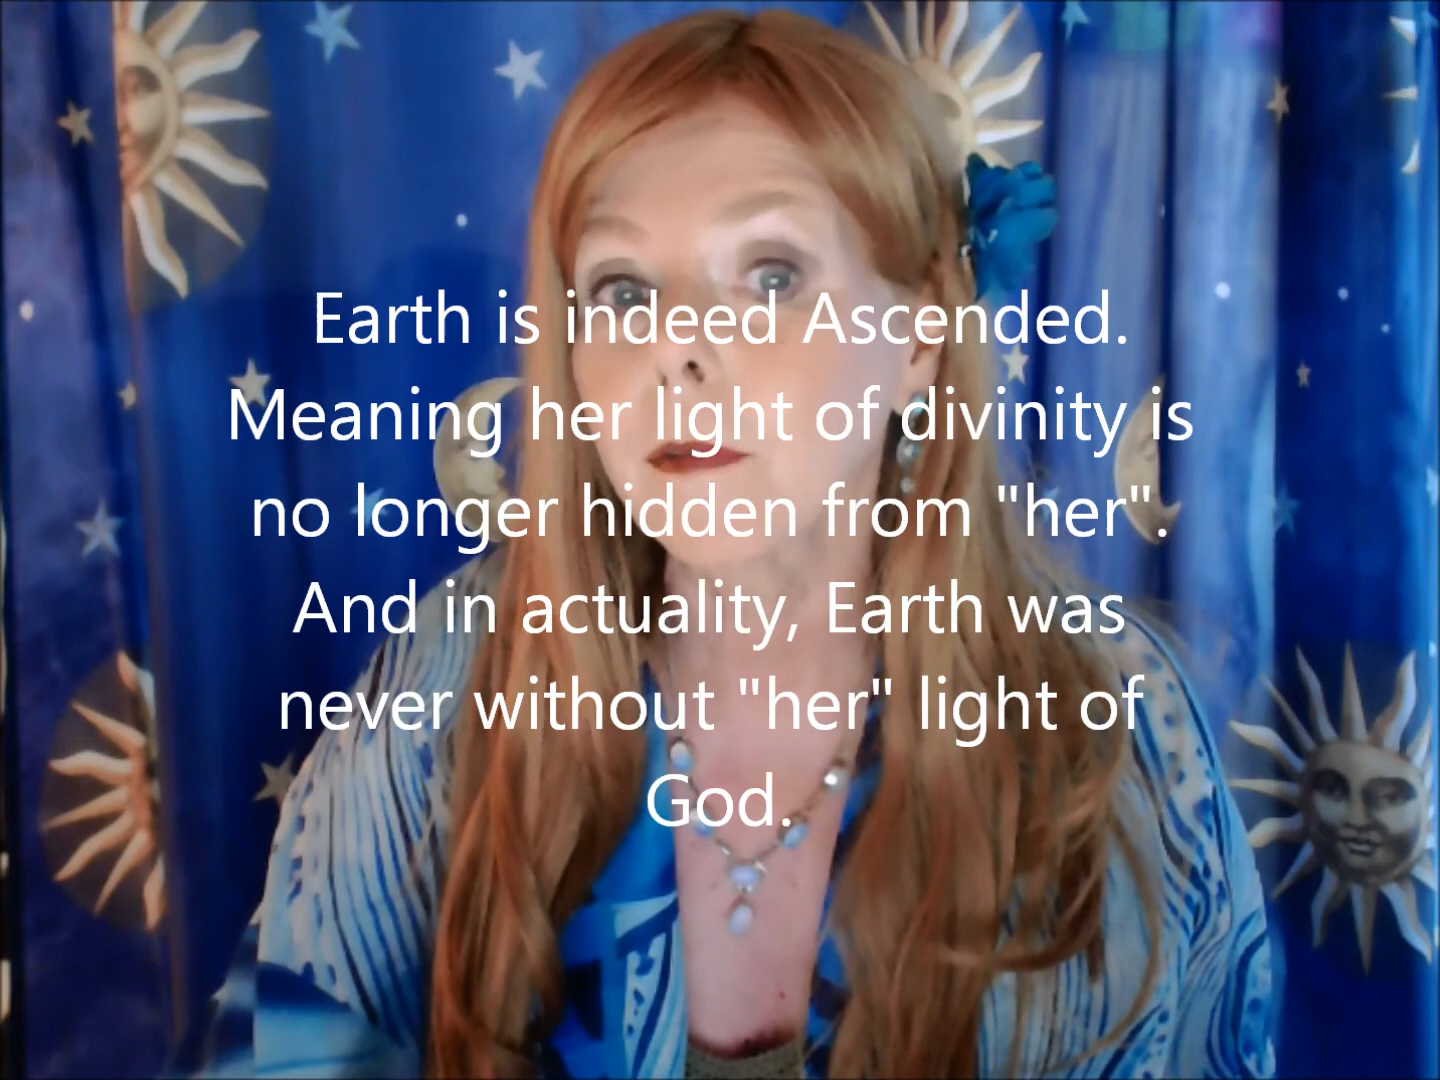 Earth is indeed Ascended.
Meaning her light of divinity is
no longer hidden from "her".
And in actuality, Earth was
never without "her" light of
God.